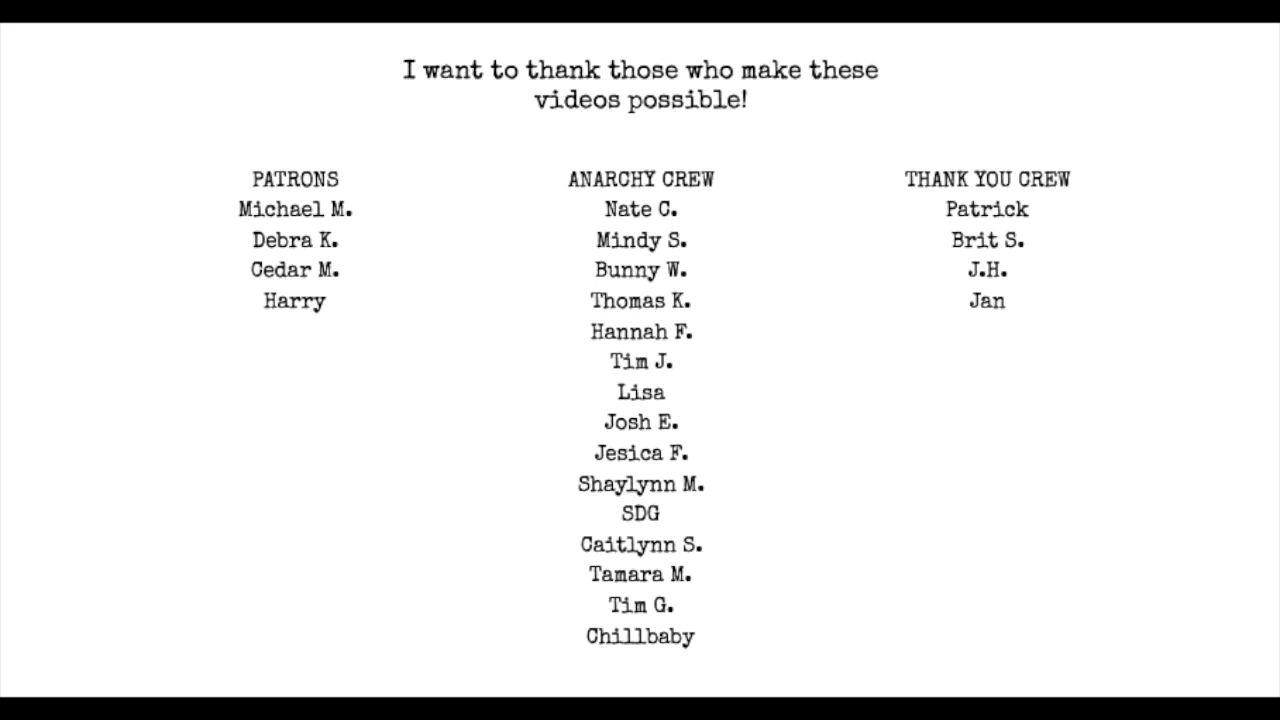 I want to thank those who make these
videos possible!
PATRONS
Michael M.
Debra K.
Cedar M.
Harry
ANARCHY CREW
Nate C.
Mindy S.
Bunny W.
Thomas K.
Hannah F.
Tim J.
Lisa
Josh E.
Jesica F.
Shaylynn M.
SDG
Caitlynn S.
Tamara M.
Tim G.
Chillbaby
THANK YOU CREW
Patrick
Brit S.
J.H.
Jan